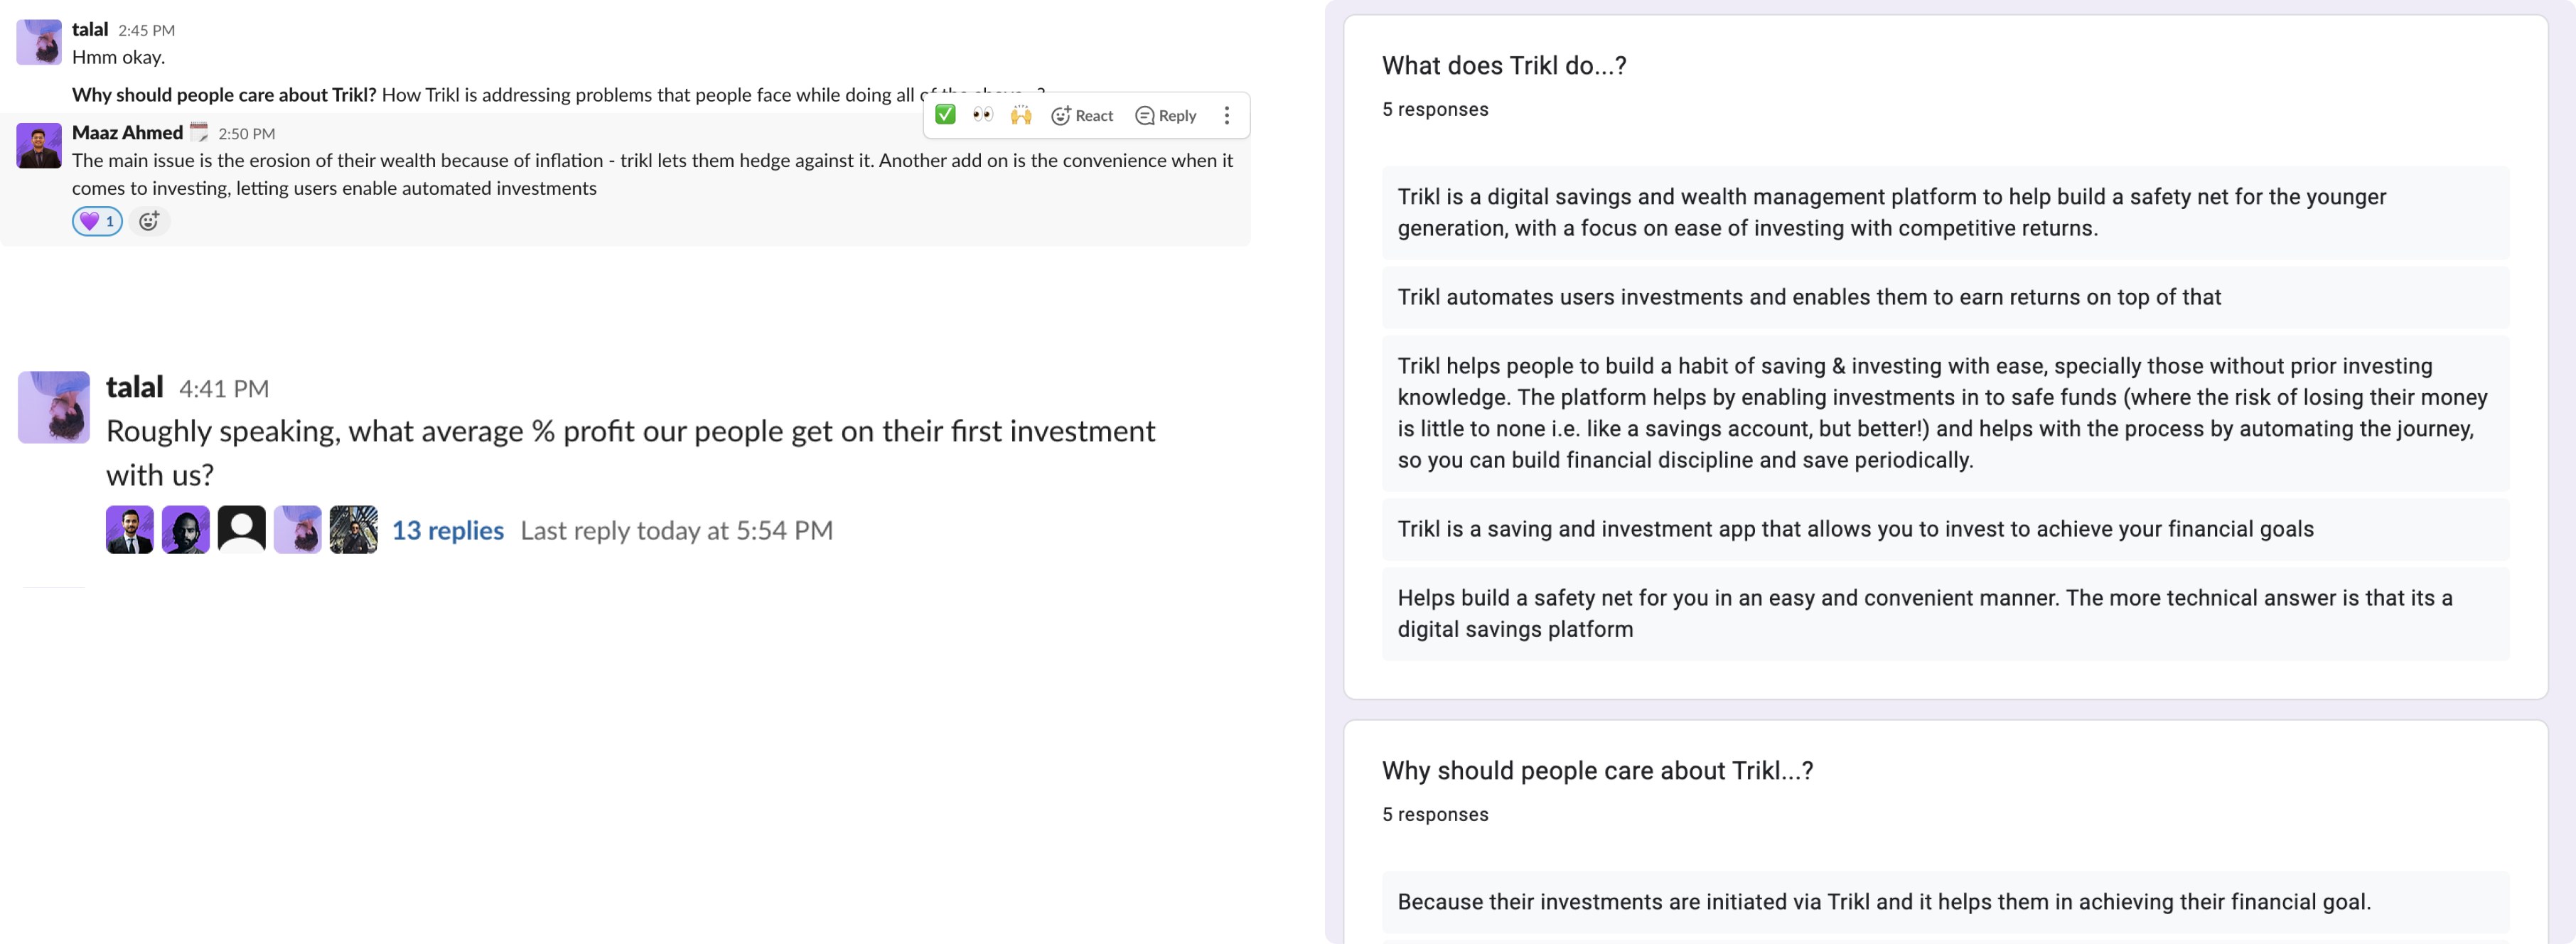 talal 2:45 PM
Hmm okay.
Why should people care about Trikl? How Trikl is addressing problems that people face while doing all of the above...?
React Reply
Maaz Ahmed 2:50 PM
The main issue is the erosion of their wealth because of inflation - trikl lets them hedge against it. Another add on is the convenience when it
comes to investing, letting users enable automated investments
1
talal 4:41 PM
Roughly speaking, what average % profit our people get on their first investment
with us?
13 replies Last reply today at 5:54 PM
What does Trikl do...?
5 responses
Trikl is a digital savings and wealth management platform to help build a safety net for the younger
generation, with a focus on ease of investing with competitive returns.
Trikl automates users investments and enables them to earn returns on top of that
Trikl helps people to build a habit of saving & investing with ease, specially those without prior investing
knowledge. The platform helps by enabling investments in to safe funds (where the risk of losing their money
is little to none i.e. like a savings account, but better!) and helps with the process by automating the journey,
so you can build financial discipline and save periodically.
Trikl is a saving and investment app that allows you to invest to achieve your financial goals
Helps build a safety net for you in an easy and convenient manner. The more technical answer is that its a
digital savings platform
Why should people care about Trikl...?
5 responses
Because their investments are initiated via Trikl and it helps them in achieving their financial goal.